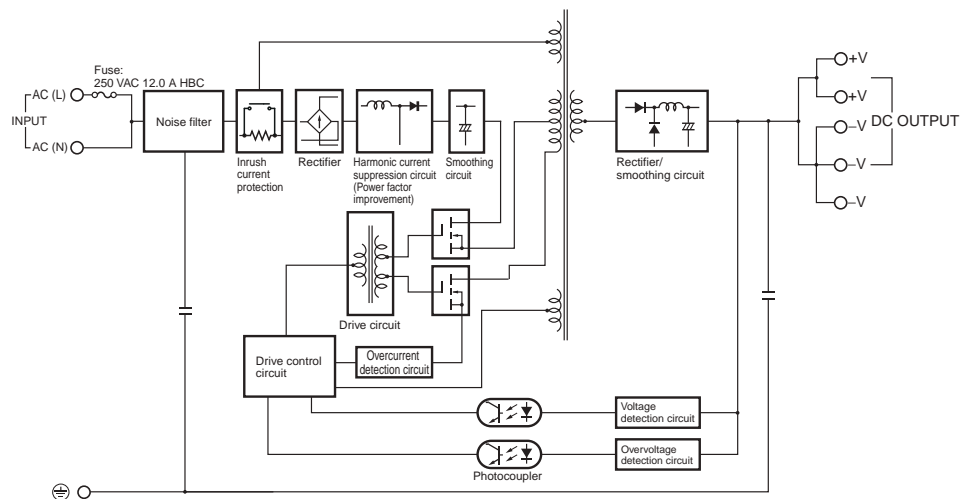 Fuse:
250 VAC 12.0 A HBC
AC (L)
INPUT
AC (N)
Noise filter
Inrush
current
protection
Rectifier
Harmonic current
suppression circuit
(Power factor
improvement)
Smoothing
circuit
Rectifier/
smoothing circuit
+V
+V
–V
DC OUTPUT
–V
–V
Drive circuit
Drive control
circuit
Overcurrent
detection circuit
Voltage
detection circuit
Overvoltage
detection circuit
Photocoupler